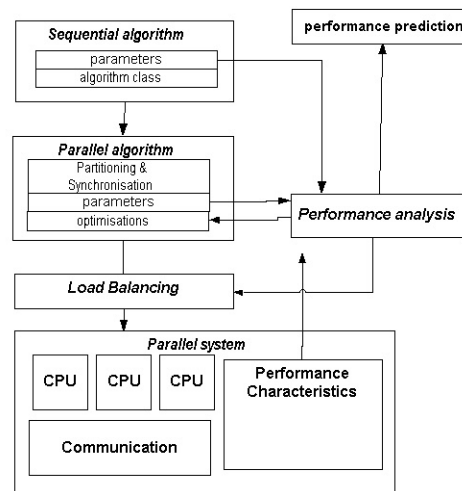 Sequential algorithm
parameters
algorithm class
performance prediction
Parallel algorithm
Partitioning &
Synchronisation
parameters
optimisations
Performance analysis
Load Balancing
Parallel system
CPU
CPU
CPU
Performance
Characteristics
Communication